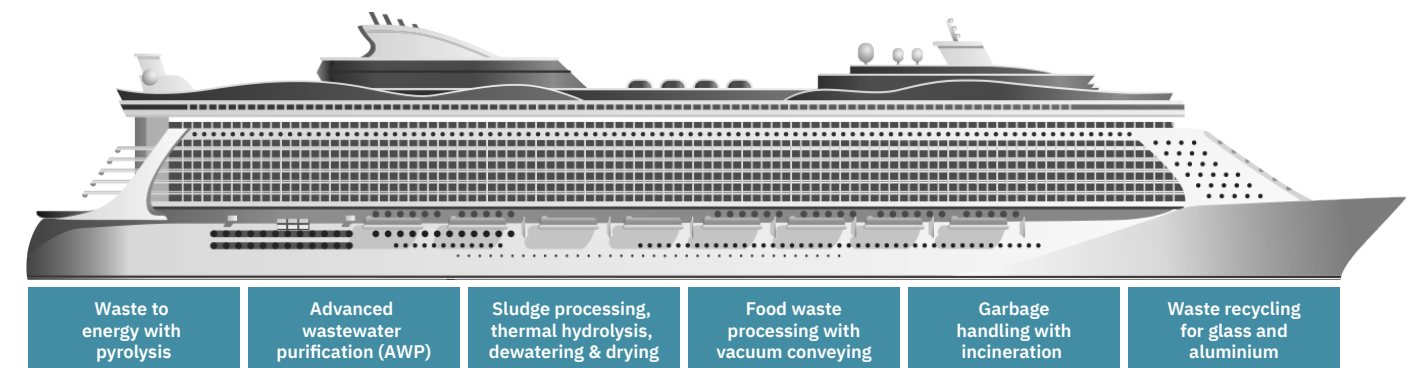 Waste to
energy with
pyrolysis
Advanced
wastewater
purification (AWP)
Sludge processing,
thermal hydrolysis,
dewatering & drying
Food waste
processing with
vacuum conveying
Garbage
handling with
incineration
Waste recycling
for glass and
aluminium